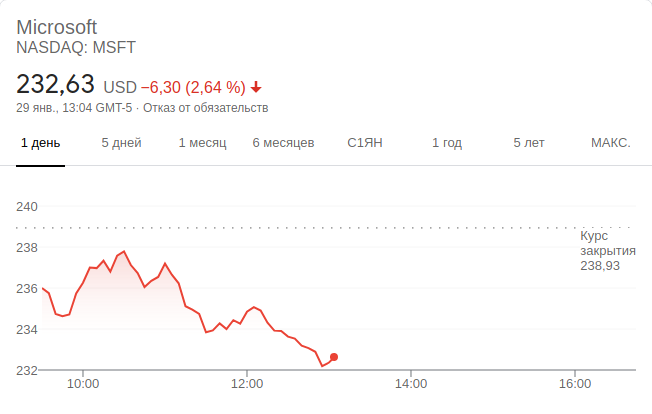 Microsoft
NASDAQ: MSFT
232,63 USD −6,30 (2,64 %)
29 янв., 13:04 GMT-5 · Отказ от обязательств
1 день 5 дней 1 месяц 6 месяцев С1ЯН 1 год 5 лет МАКС.
240
238
236
234
232
Курс
закрытия
238,93
10:00 12:00 14:00 16:00